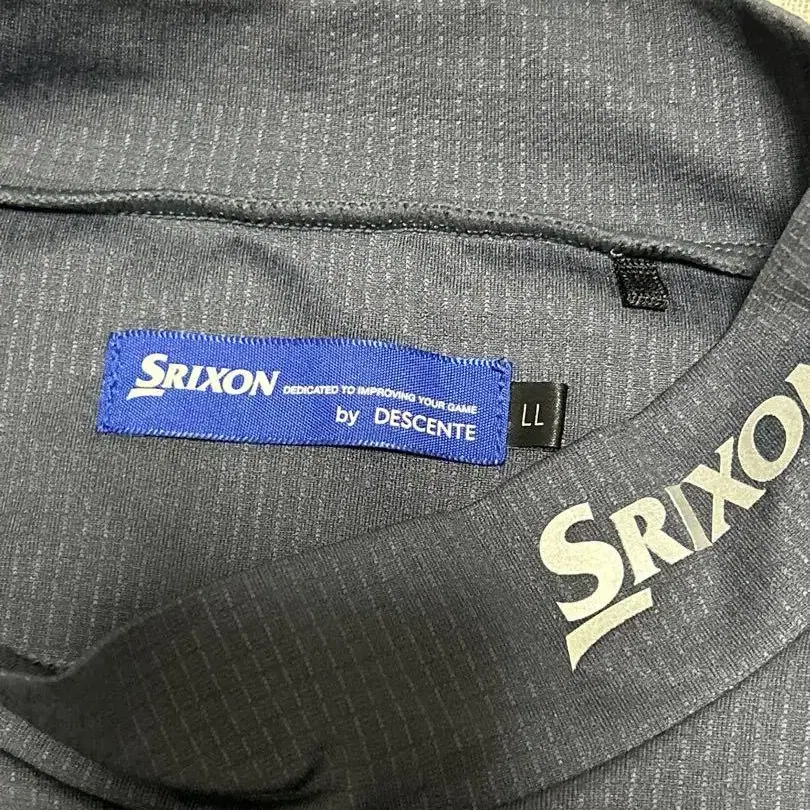 SRIXON DEDICATED TO IMPROVING YOUR GAME
by DESCENTE
LL
SRIXON